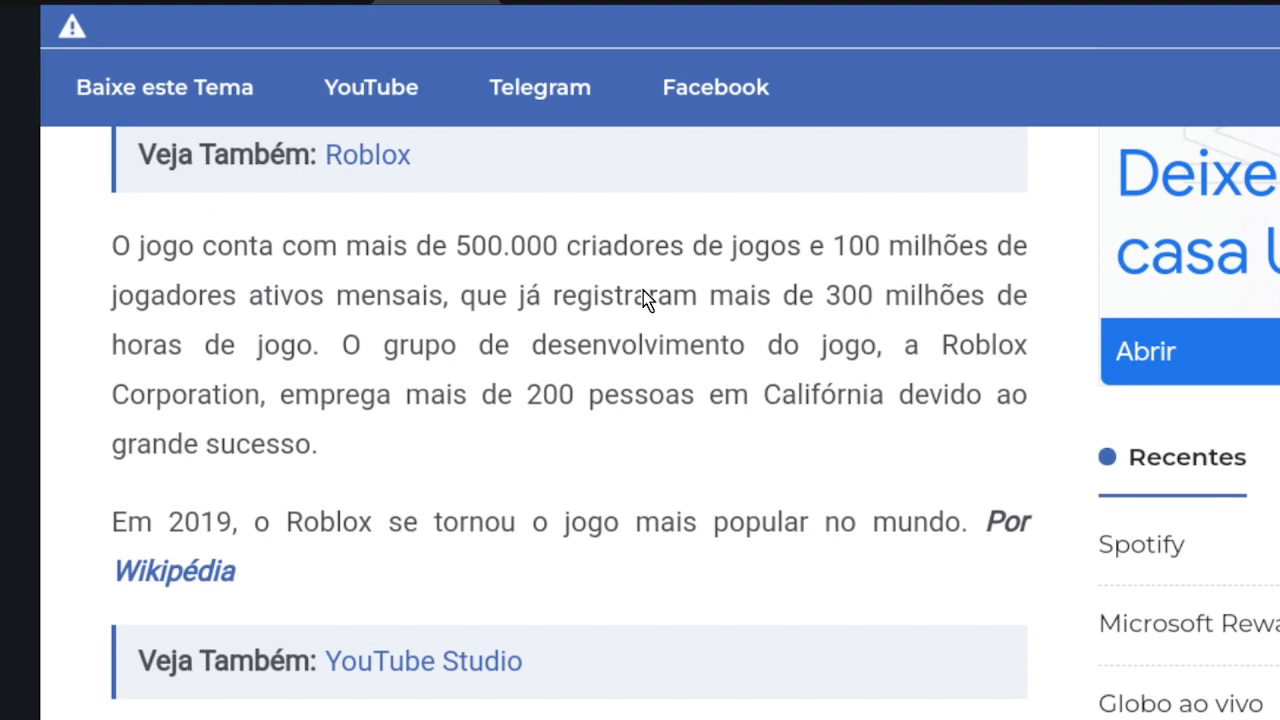 Baixe este Tema YouTube Telegram Facebook
Veja Também: Roblox
O jogo conta com mais de 500.000 criadores de jogos e 100 milhões de
jogadores ativos mensais, que já registraram mais de 300 milhões de
horas de jogo. O grupo de desenvolvimento do jogo, a Roblox
Corporation, emprega mais de 200 pessoas em Califórnia devido ao
grande sucesso.
Em 2019, o Roblox se tornou o jogo mais popular no mundo. Por
Wikipédia
Veja Também: YouTube Studio
Deixe
casa
Abrir
Recentes
Spotify
Microsoft Rewa
Globo ao vivo